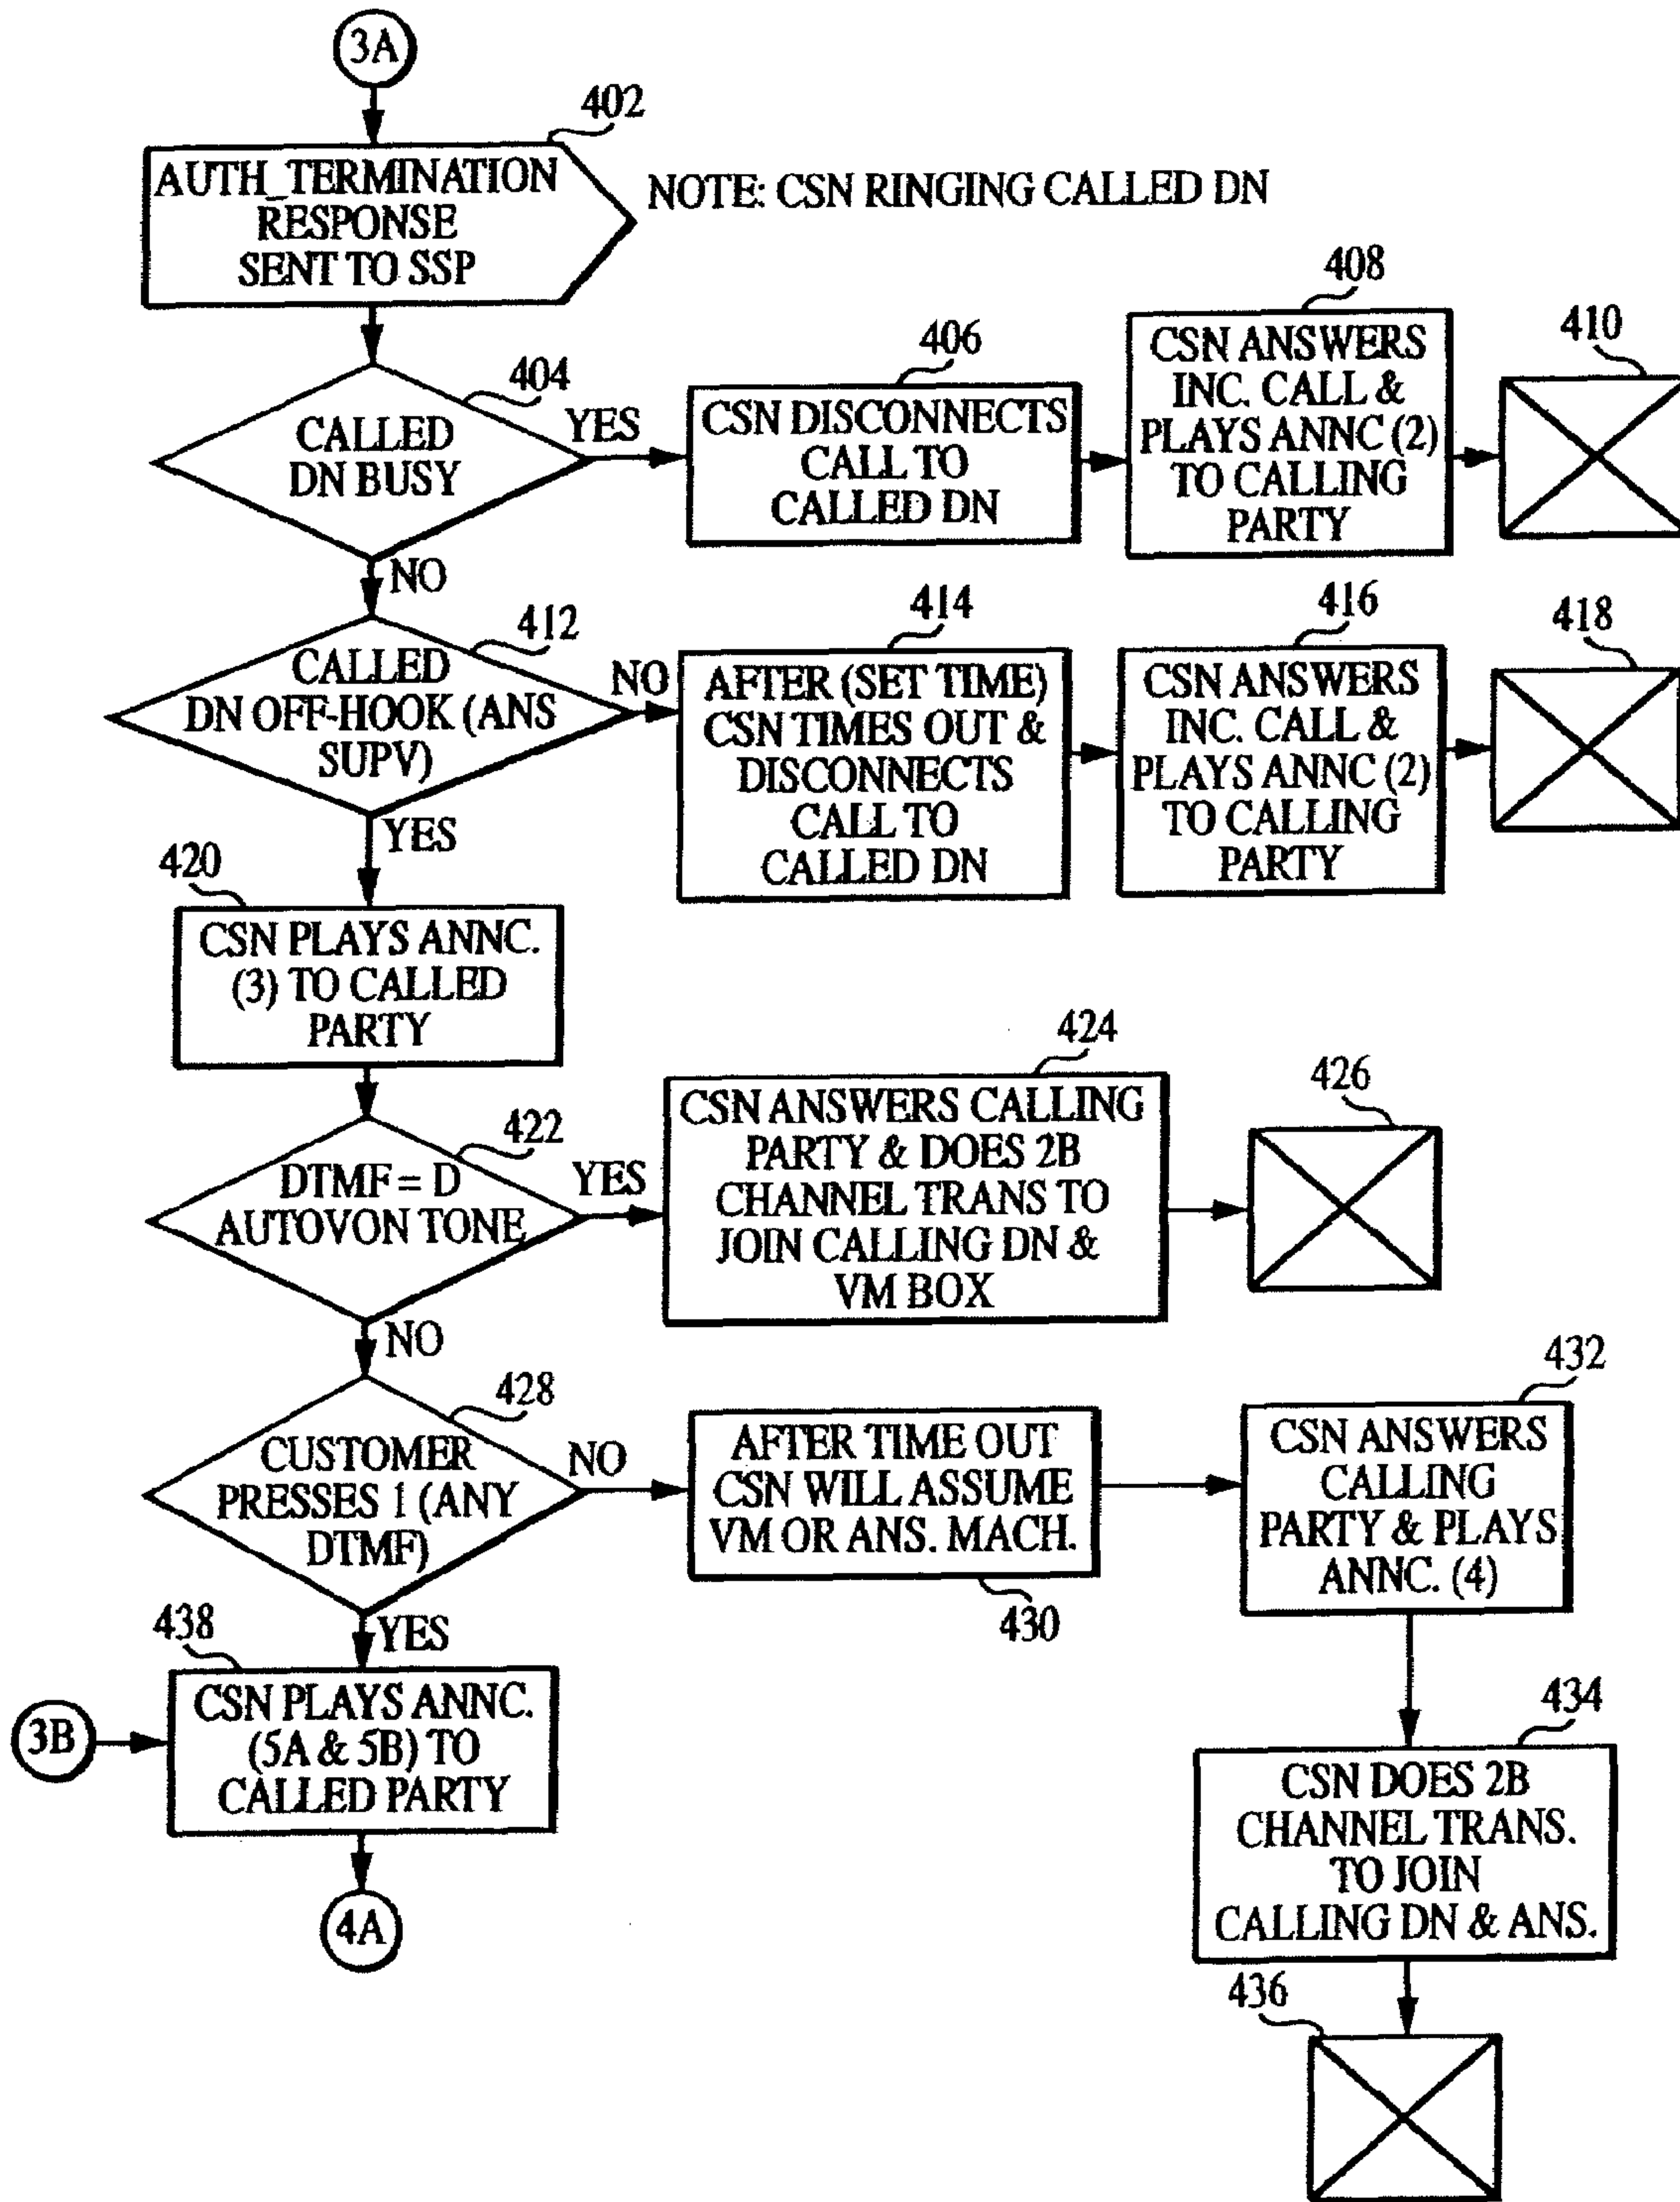 3A
402
AUTH_TERMINATION
RESPONSE
SENT TO SSP
NOTE: CSN RINGING CALLED DN
404
CALLED
DN BUSY
YES
NO
406
CSN DISCONNECTS
CALL TO
CALLED DN
408
CSN ANSWERS
INC. CALL &
PLAYS ANNC (2)
TO CALLING
PARTY
410
412
CALLED
DN OFF-HOOK (ANS
SUPV)
NO
YES
414
AFTER (SET TIME)
CSN TIMES OUT &
DISCONNECTS
CALL TO
CALLED DN
416
CSN ANSWERS
INC. CALL &
PLAYS ANNC (2)
TO CALLING
PARTY
418
420
CSN PLAYS ANNC.
(3) TO CALLED
PARTY
422
DTMF = D
AUTOVON TONE
YES
NO
424
CSN ANSWERS CALLING
PARTY & DOES 2B
CHANNEL TRANS TO
JOIN CALLING DN &
VM BOX
426
428
CUSTOMER
PRESSES 1 (ANY
DTMF)
NO
YES
AFTER TIME OUT
CSN WILL ASSUME
VM OR ANS. MACH.
430
432
CSN ANSWERS
CALLING
PARTY & PLAYS
ANNC. (4)
434
CSN DOES 2B
CHANNEL TRANS.
TO JOIN
CALLING DN & ANS.
436
438
3B
CSN PLAYS ANNC.
(5A & 5B) TO
CALLED PARTY
4A